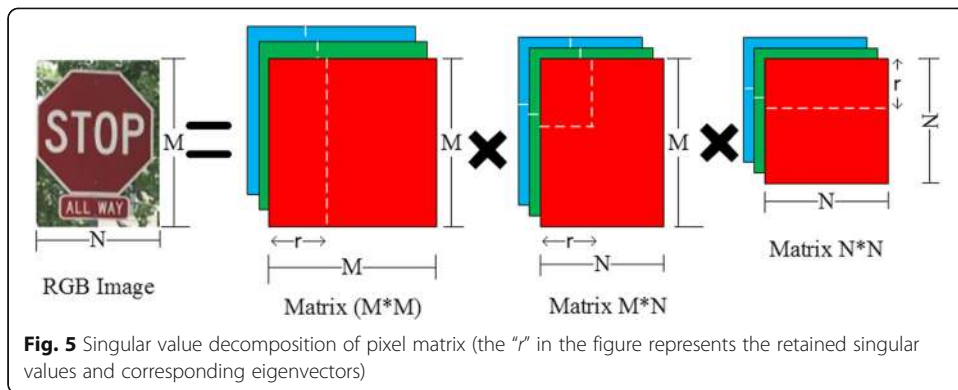 STOP
ALL WAY
M
N
RGB Image
=
M
r
M
Matrix (M*M)
×
M
r
N
Matrix M*N
×
r
N
N
Matrix N*N
Fig. 5 Singular value decomposition of pixel matrix (the “r” in the figure represents the retained singular
values and corresponding eigenvectors)